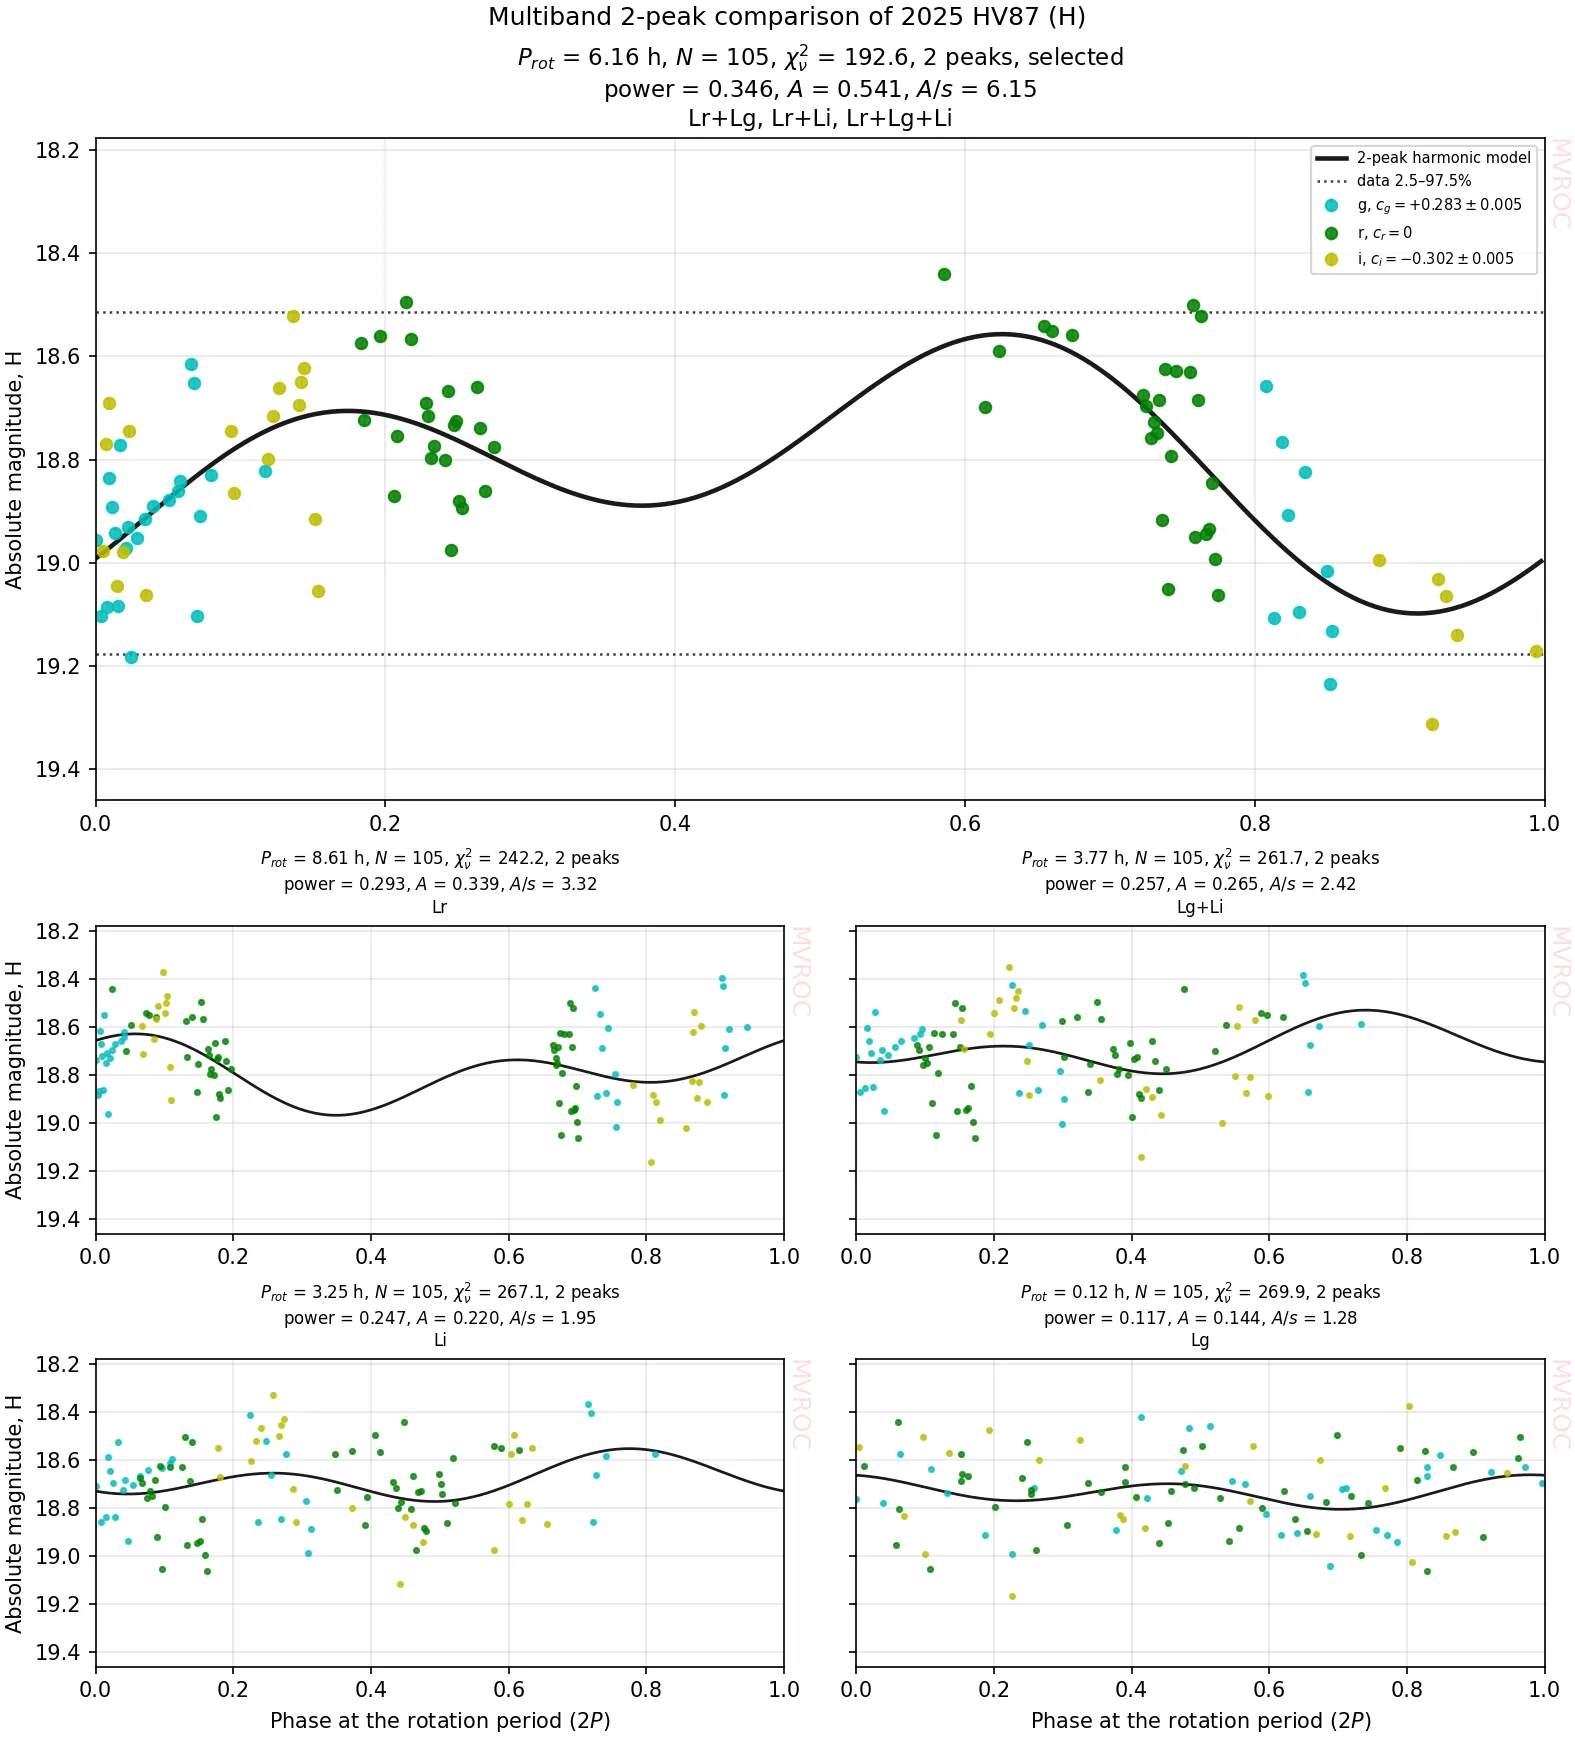 Multiband 2-peak comparison of 2025 HV87 (H)
P_rot = 6.16 h, N = 105, χ²_ν = 192.6, 2 peaks, selected
power = 0.346, A = 0.541, A/s = 6.15
Lr+Lg, Lr+Li, Lr+Lg+Li
18.2
18.4
18.6
18.8
19.0
19.2
19.4
Absolute magnitude, H
2-peak harmonic model
data 2.5–97.5%
g, c_g = +0.283 ± 0.005
r, c_r = 0
i, c_i = −0.302 ± 0.005
MVROC
0.0 0.2 0.4 0.6 0.8 1.0
P_rot = 8.61 h, N = 105, χ²_ν = 242.2, 2 peaks
power = 0.293, A = 0.339, A/s = 3.32
Lr
18.2
18.4
18.6
18.8
19.0
19.2
19.4
Absolute magnitude, H
MVROC
0.0 0.2 0.4 0.6 0.8 1.0
P_rot = 3.77 h, N = 105, χ²_ν = 261.7, 2 peaks
power = 0.257, A = 0.265, A/s = 2.42
Lg+Li
MVROC
0.0 0.2 0.4 0.6 0.8 1.0
P_rot = 3.25 h, N = 105, χ²_ν = 267.1, 2 peaks
power = 0.247, A = 0.220, A/s = 1.95
Li
18.2
18.4
18.6
18.8
19.0
19.2
19.4
Absolute magnitude, H
MVROC
0.0 0.2 0.4 0.6 0.8 1.0
Phase at the rotation period (2P)
P_rot = 0.12 h, N = 105, χ²_ν = 269.9, 2 peaks
power = 0.117, A = 0.144, A/s = 1.28
Lg
MVROC
0.0 0.2 0.4 0.6 0.8 1.0
Phase at the rotation period (2P)